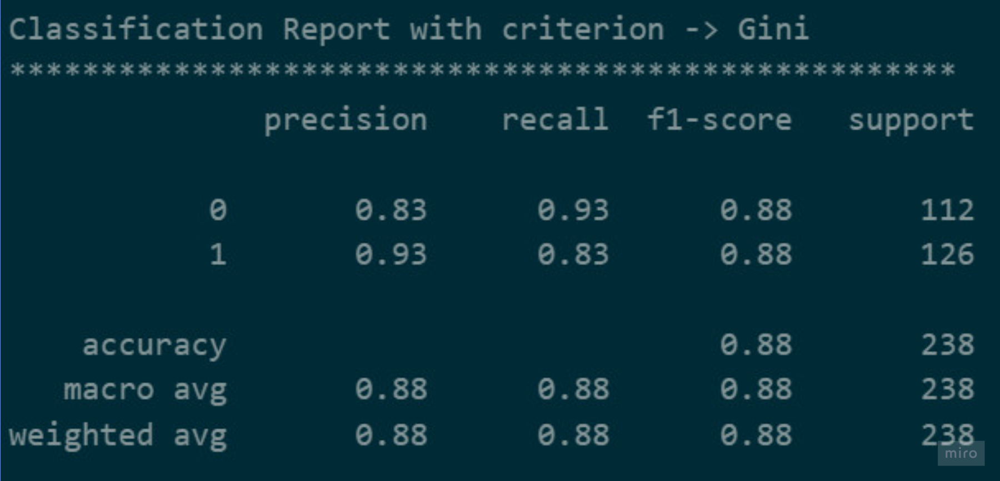 Classification Report with criterion -> Gini
****************************************************
precision recall f1-score support
0 0.83 0.93 0.88 112
1 0.93 0.83 0.88 126
accuracy 0.88 238
macro avg 0.88 0.88 0.88 238
weighted avg 0.88 0.88 0.88 238
miro